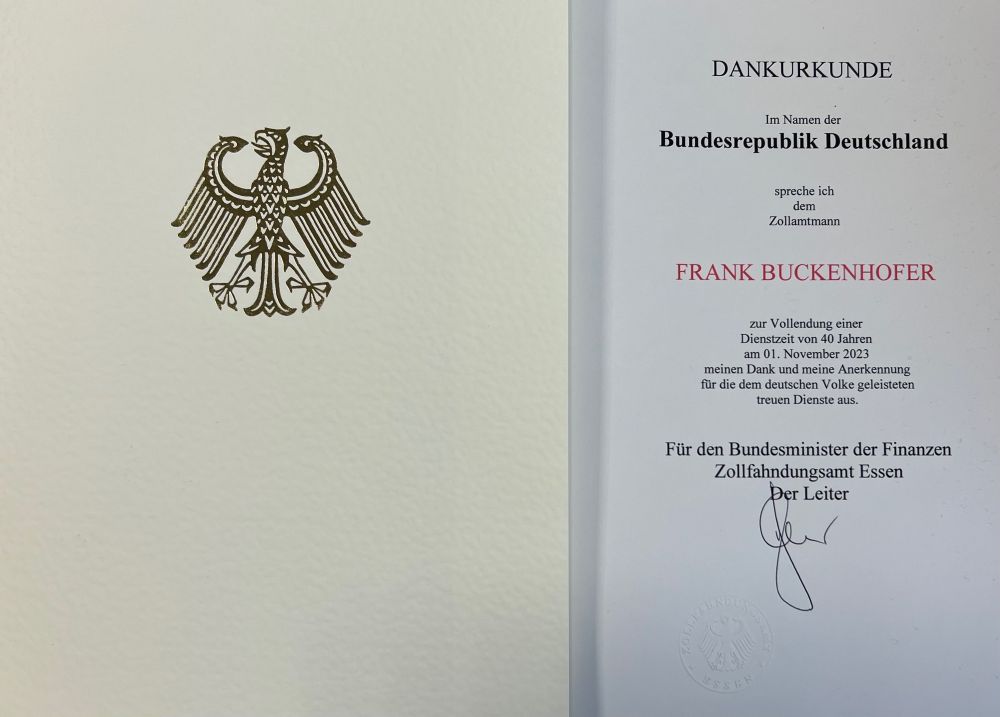 DANKURKUNDE
Im Namen der
Bundesrepublik Deutschland
spreche ich
dem
Zollamtmann
FRANK BUCKENHOFER
zur Vollendung einer
Dienstzeit von 40 Jahren
am 01. November 2023
meinen Dank und meine Anerkennung
für die dem deutschen Volke geleisteten
treuen Dienste aus.
Für den Bundesminister der Finanzen
Zollfahndungsamt Essen
Der Leiter
ZOLLFAHNDUNGSAMT
ESSEN